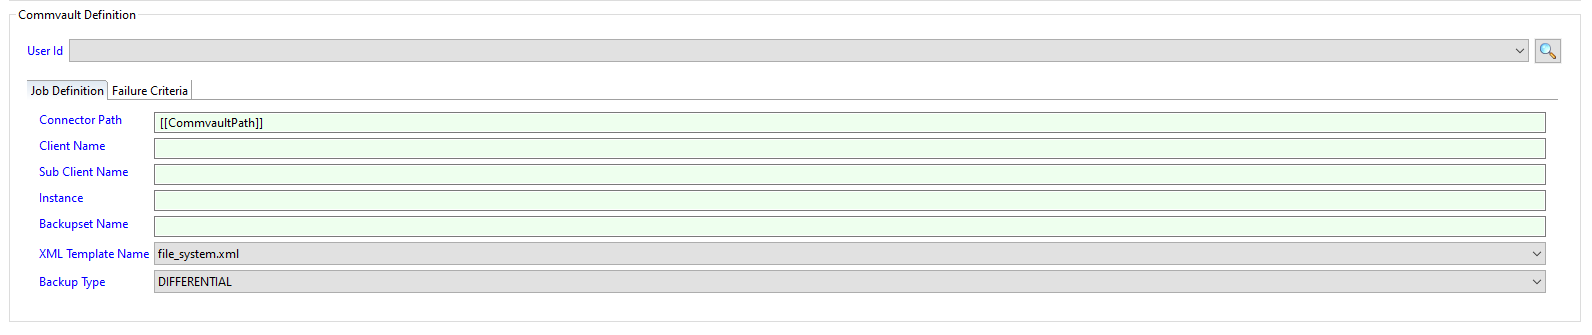 Commvault Definition
User Id
Job Definition Failure Criteria
Connector Path [[CommvaultPath]]
Client Name
Sub Client Name
Instance
Backupset Name
XML Template Name file_system.xml
Backup Type DIFFERENTIAL